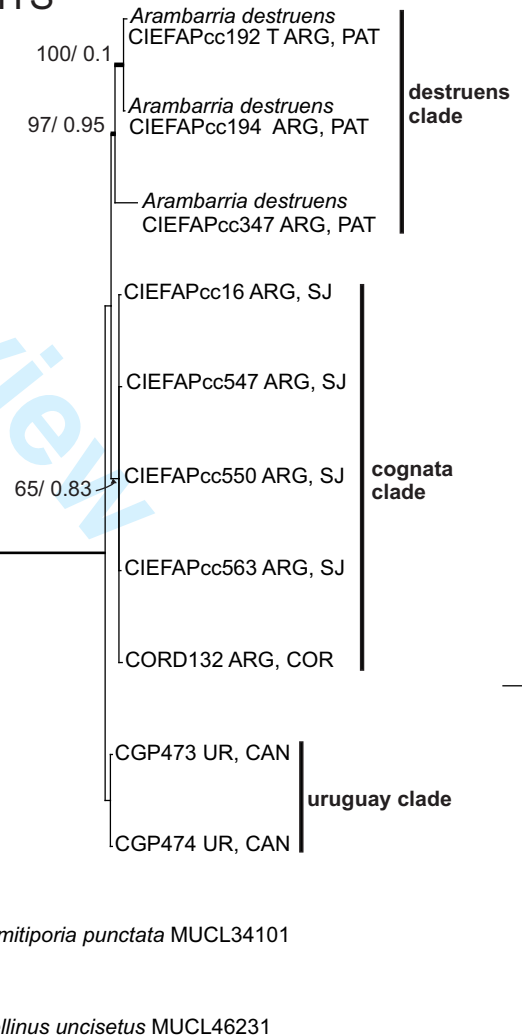 ITS
Arambarria destruens
CIEFAPcc192 T ARG, PAT
100/ 0.1
destruens
clade
Arambarria destruens
CIEFAPcc194 ARG, PAT
97/ 0.95
Arambarria destruens
CIEFAPcc347 ARG, PAT
CIEFAPcc16 ARG, SJ
CIEFAPcc547 ARG, SJ
CIEFAPcc550 ARG, SJ
65/ 0.83
cognata
clade
CIEFAPcc563 ARG, SJ
CORD132 ARG, COR
CGP473 UR, CAN
uruguay clade
CGP474 UR, CAN
mitiporia punctata MUCL34101
ellinus uncisetus MUCL46231